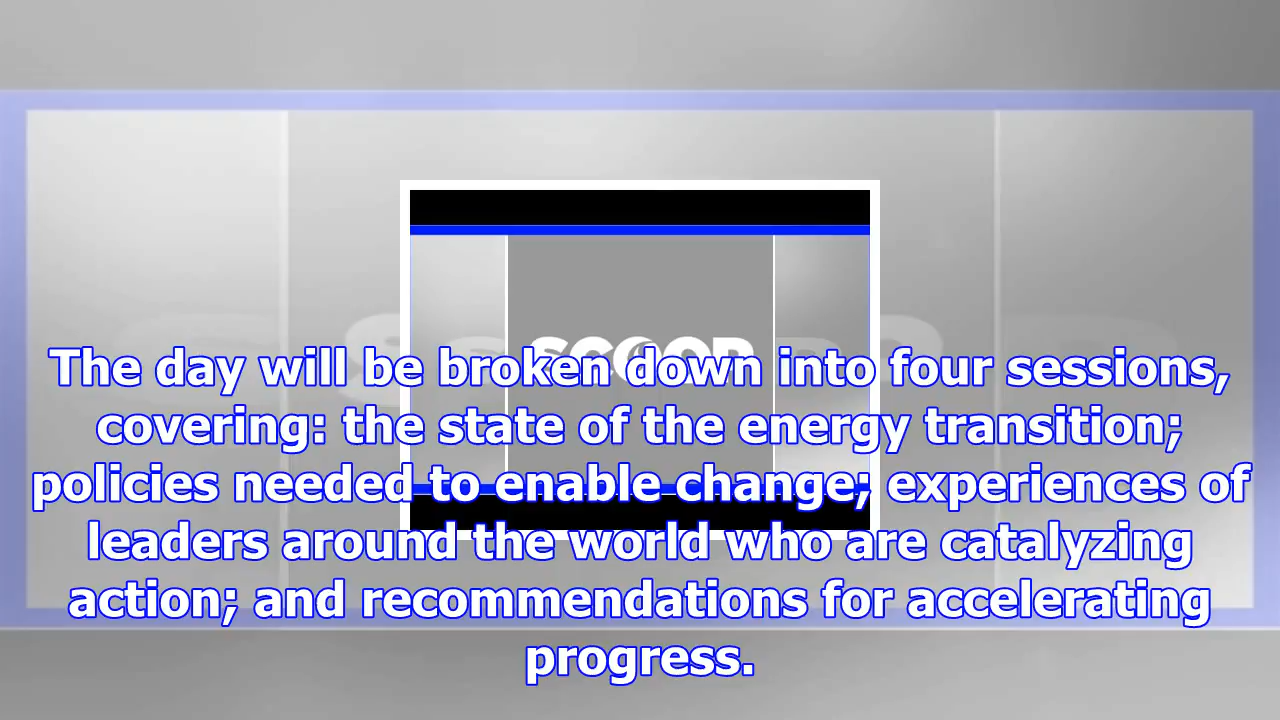 SCOOP
The day will be broken down into four sessions,
covering: the state of the energy transition;
policies needed to enable change; experiences of
leaders around the world who are catalyzing
action; and recommendations for accelerating
progress.